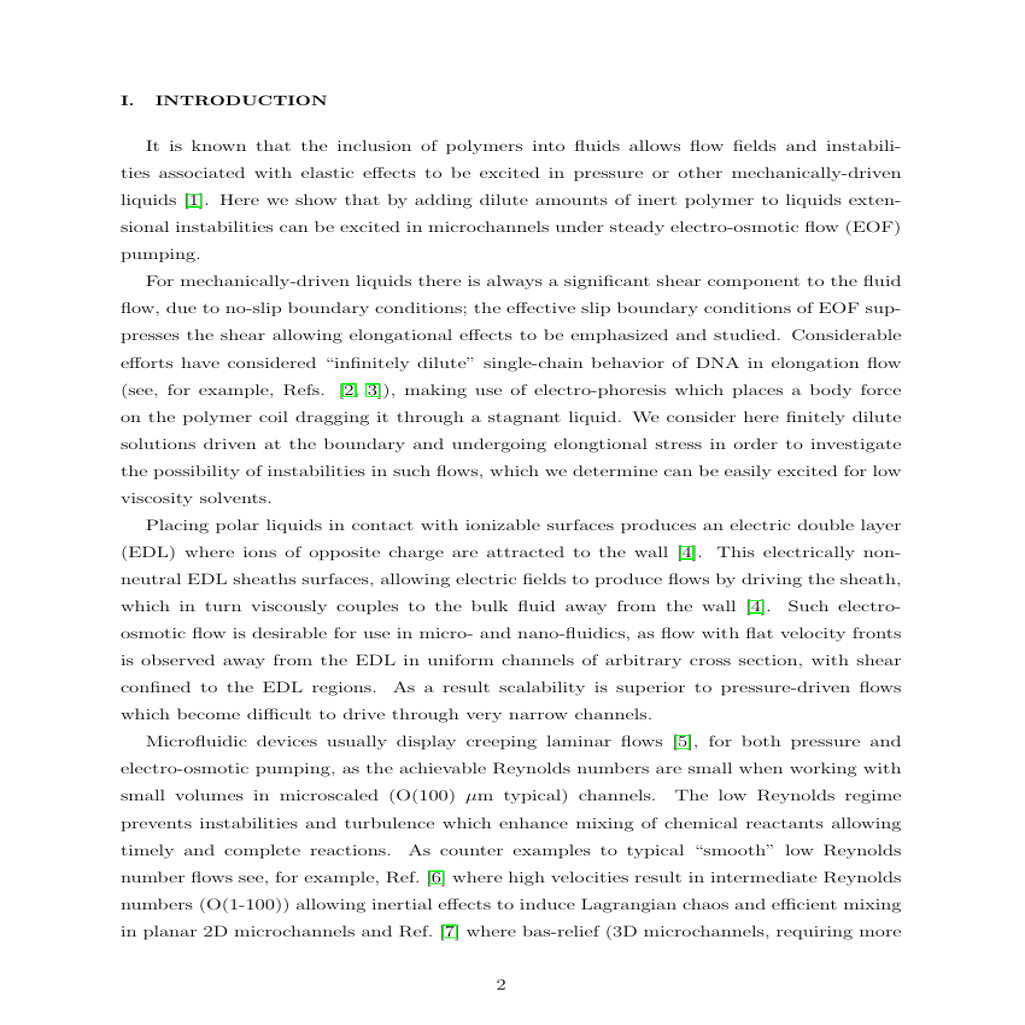 I. INTRODUCTION
It is known that the inclusion of polymers into fluids allows flow fields and instabili-
ties associated with elastic effects to be excited in pressure or other mechanically-driven
liquids [1]. Here we show that by adding dilute amounts of inert polymer to liquids exten-
sional instabilities can be excited in microchannels under steady electro-osmotic flow (EOF)
pumping.
For mechanically-driven liquids there is always a significant shear component to the fluid
flow, due to no-slip boundary conditions; the effective slip boundary conditions of EOF sup-
presses the shear allowing elongational effects to be emphasized and studied. Considerable
efforts have considered “infinitely dilute” single-chain behavior of DNA in elongation flow
(see, for example, Refs. [2, 3]), making use of electro-phoresis which places a body force
on the polymer coil dragging it through a stagnant liquid. We consider here finitely dilute
solutions driven at the boundary and undergoing elongtional stress in order to investigate
the possibility of instabilities in such flows, which we determine can be easily excited for low
viscosity solvents.
Placing polar liquids in contact with ionizable surfaces produces an electric double layer
(EDL) where ions of opposite charge are attracted to the wall [4]. This electrically non-
neutral EDL sheaths surfaces, allowing electric fields to produce flows by driving the sheath,
which in turn viscously couples to the bulk fluid away from the wall [4]. Such electro-
osmotic flow is desirable for use in micro- and nano-fluidics, as flow with flat velocity fronts
is observed away from the EDL in uniform channels of arbitrary cross section, with shear
confined to the EDL regions. As a result scalability is superior to pressure-driven flows
which become difficult to drive through very narrow channels.
Microfluidic devices usually display creeping laminar flows [5], for both pressure and
electro-osmotic pumping, as the achievable Reynolds numbers are small when working with
small volumes in microscaled (O(100) μm typical) channels. The low Reynolds regime
prevents instabilities and turbulence which enhance mixing of chemical reactants allowing
timely and complete reactions. As counter examples to typical “smooth” low Reynolds
number flows see, for example, Ref. [6] where high velocities result in intermediate Reynolds
numbers (O(1-100)) allowing inertial effects to induce Lagrangian chaos and efficient mixing
in planar 2D microchannels and Ref. [7] where bas-relief (3D microchannels, requiring more
2